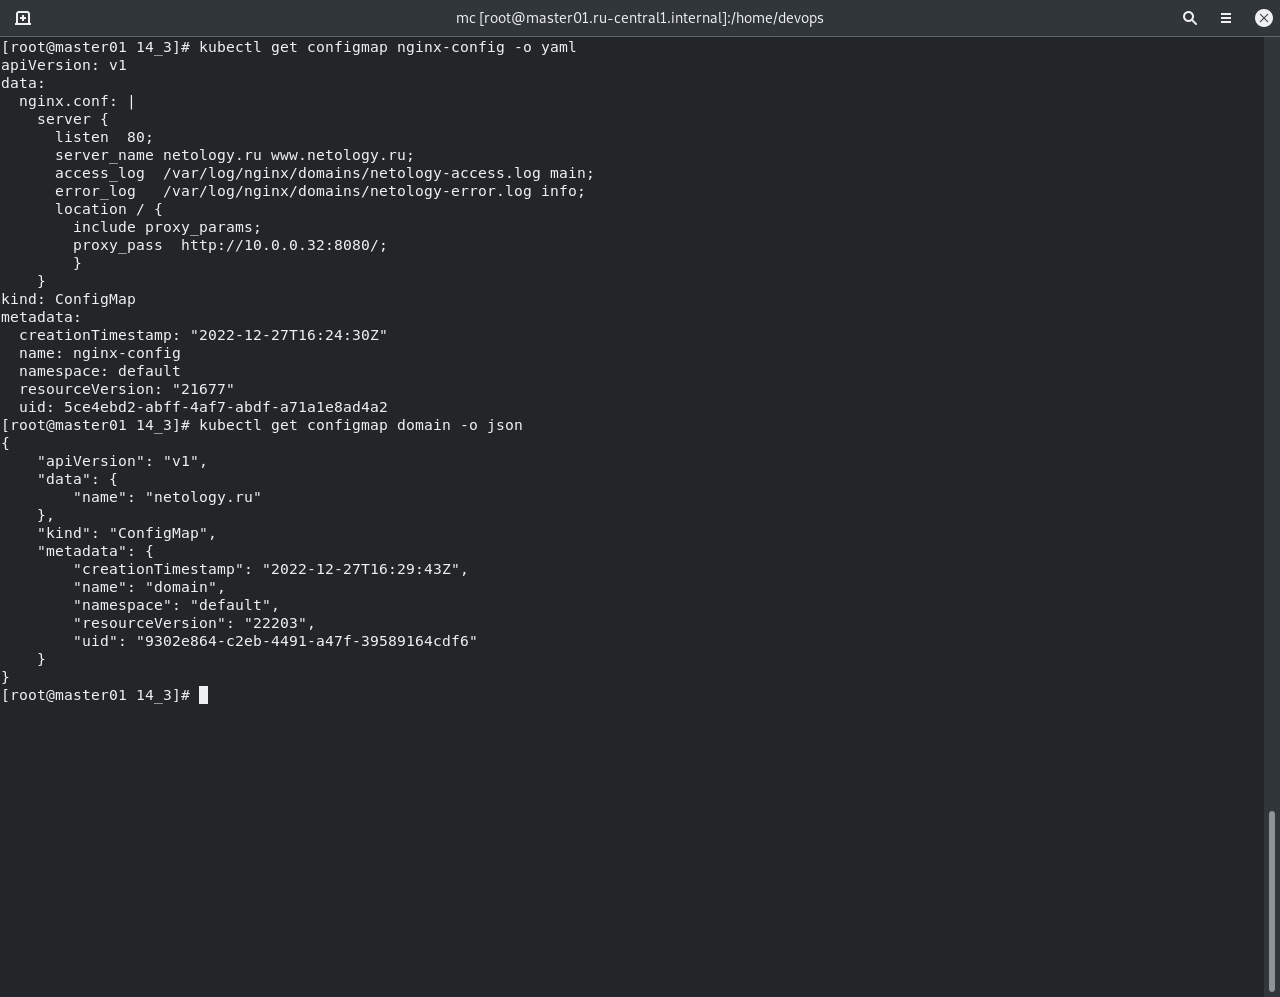 mc [root@master01.ru-central1.internal]:/home/devops
[root@master01 14_3]# kubectl get configmap nginx-config -o yaml
apiVersion: v1
data:
  nginx.conf: |
    server {
      listen  80;
      server_name netology.ru www.netology.ru;
      access_log  /var/log/nginx/domains/netology-access.log main;
      error_log   /var/log/nginx/domains/netology-error.log info;
      location / {
        include proxy_params;
        proxy_pass  http://10.0.0.32:8080/;
        }
    }
kind: ConfigMap
metadata:
  creationTimestamp: "2022-12-27T16:24:30Z"
  name: nginx-config
  namespace: default
  resourceVersion: "21677"
  uid: 5ce4ebd2-abff-4af7-abdf-a71a1e8ad4a2
[root@master01 14_3]# kubectl get configmap domain -o json
{
    "apiVersion": "v1",
    "data": {
        "name": "netology.ru"
    },
    "kind": "ConfigMap",
    "metadata": {
        "creationTimestamp": "2022-12-27T16:29:43Z",
        "name": "domain",
        "namespace": "default",
        "resourceVersion": "22203",
        "uid": "9302e864-c2eb-4491-a47f-39589164cdf6"
    }
}
[root@master01 14_3]#